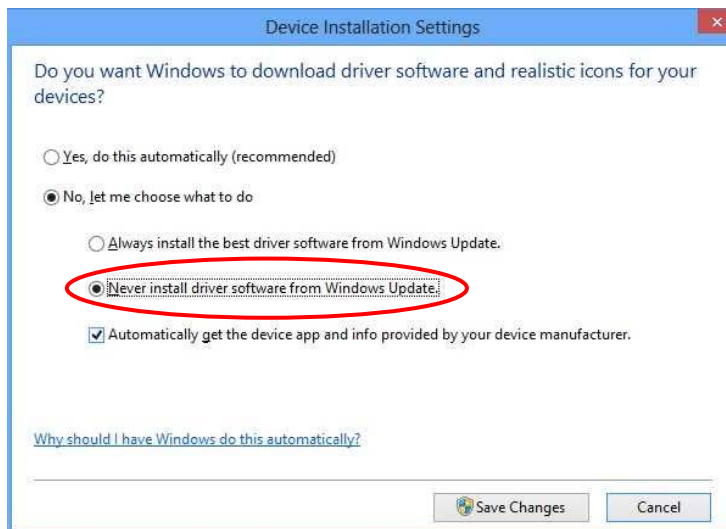 Device Installation Settings
Do you want Windows to download driver software and realistic icons for your
devices?
Yes, do this automatically (recommended)
No, let me choose what to do
Always install the best driver software from Windows Update.
Never install driver software from Windows Update.
Automatically get the device app and info provided by your device manufacturer.
Why should I have Windows do this automatically?
Save Changes Cancel